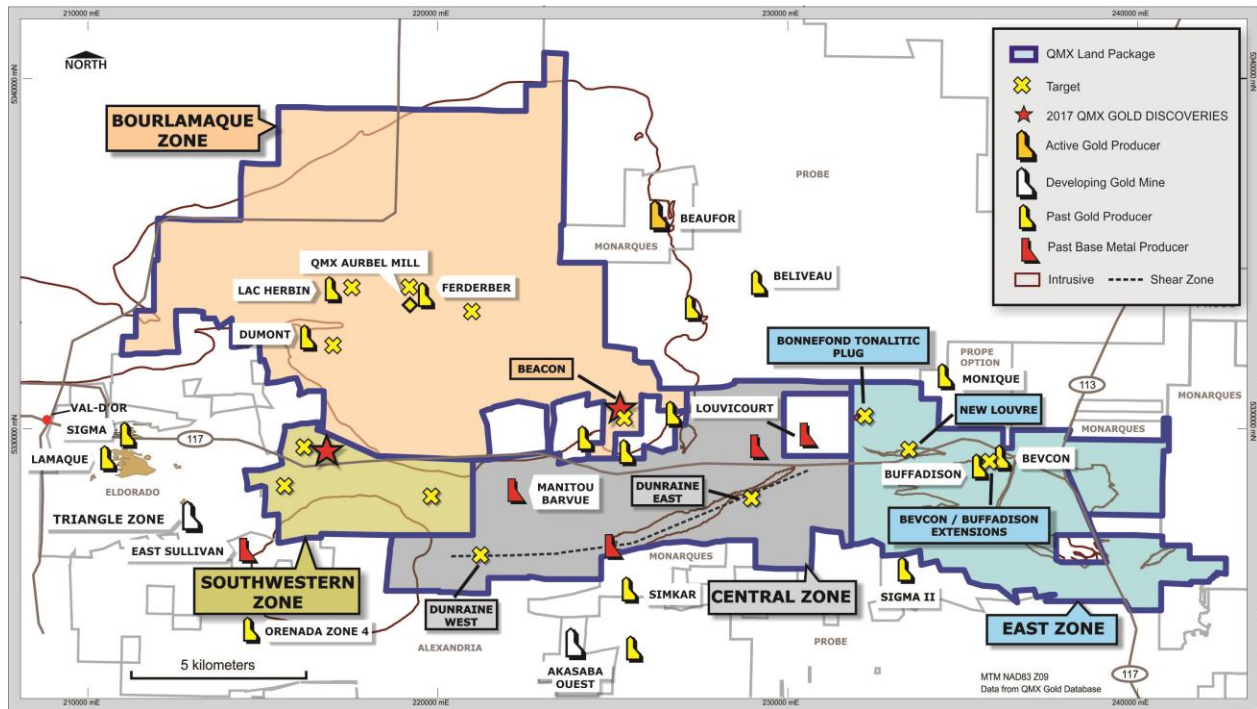 210000 mE
220000 mE
230000 mE
240000 mE
5340000 mN
5340000 mN
NORTH
BOURLAMAQUE
ZONE
QMX Land Package
Target
2017 QMX GOLD DISCOVERIES
Active Gold Producer
Developing Gold Mine
Past Gold Producer
Past Base Metal Producer
Intrusive
Shear Zone
PROBE
BEAUFOR
MONARQUES
QMX AURBEL MILL
LAC HERBIN
FERDERBER
BELIVEAU
DUMONT
BONNEFOND TONALITIC
PLUG
PROPE
OPTION
MONIQUE
113
BEACON
MONARQUES
VAL-D'OR
LOUVICOURT
NEW LOUVRE
5330000 mN
5330000 mN
SIGMA
117
MONARQUES
LAMAQUE
BUFFADISON
BEVCON
ELDORADO
MANITOU
BARVUE
DUNRAINE
EAST
TRIANGLE ZONE
BEVCON / BUFFADISON
EXTENSIONS
EAST SULLIVAN
MONARQUES
SOUTHWESTERN
ZONE
SIMKAR
CENTRAL ZONE
SIGMA II
DUNRAINE
WEST
EAST ZONE
ORENADA ZONE 4
ALEXANDRIA
PROBE
5 kilometers
AKASABA
OUEST
117
MTM NAD83 Z09
Data from QMX Gold Database
210000 mE
220000 mE
230000 mE
240000 mE